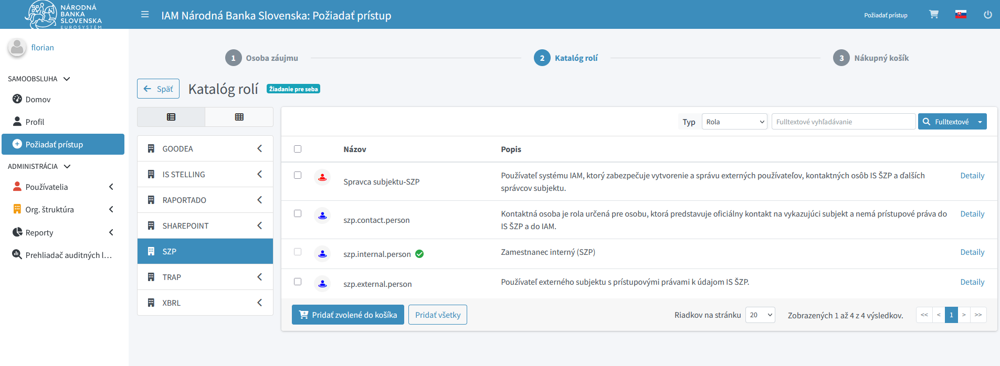 NÁRODNÁ
BANKA
SLOVENSKA
EUROSYSTÉM
IAM Národná Banka Slovenska: Požiadať prístup
Požiadať prístup
florian
SAMOOBSLUHA
Domov
Profil
Požiadať prístup
ADMINISTRÁCIA
Používatelia
Org. štruktúra
Reporty
Prehliadač auditných l...
1 Osoba záujmu
2 Katalóg rolí
3 Nákupný košík
Späť
Katalóg rolí
Žiadanie pre seba
GOODEA
IS STELLING
RAPORTADO
SHAREPOINT
SZP
TRAP
XBRL
Typ Rola Fulltextové vyhľadávanie Fulltextové
Názov Popis
Spravca subjektu-SZP
Používateľ systému IAM, ktorý zabezpečuje vytvorenie a správu externých používateľov, kontaktných osôb IS ŠZP a ďalších
správcov subjektu.
Detaily
szp.contact.person
Kontaktná osoba je rola určená pre osobu, ktorá predstavuje oficiálny kontakt na vykazujúci subjekt a nemá prístupové práva do
IS ŠZP a do IAM.
Detaily
szp.internal.person
Zamestnanec interný (SZP)
Detaily
szp.external.person
Používateľ externého subjektu s prístupovými právami k údajom IS ŠZP.
Detaily
Pridať zvolené do košíka
Pridať všetky
Riadkov na stránku 20
Zobrazených 1 až 4 z 4 výsledkov.
<< < 1 > >>